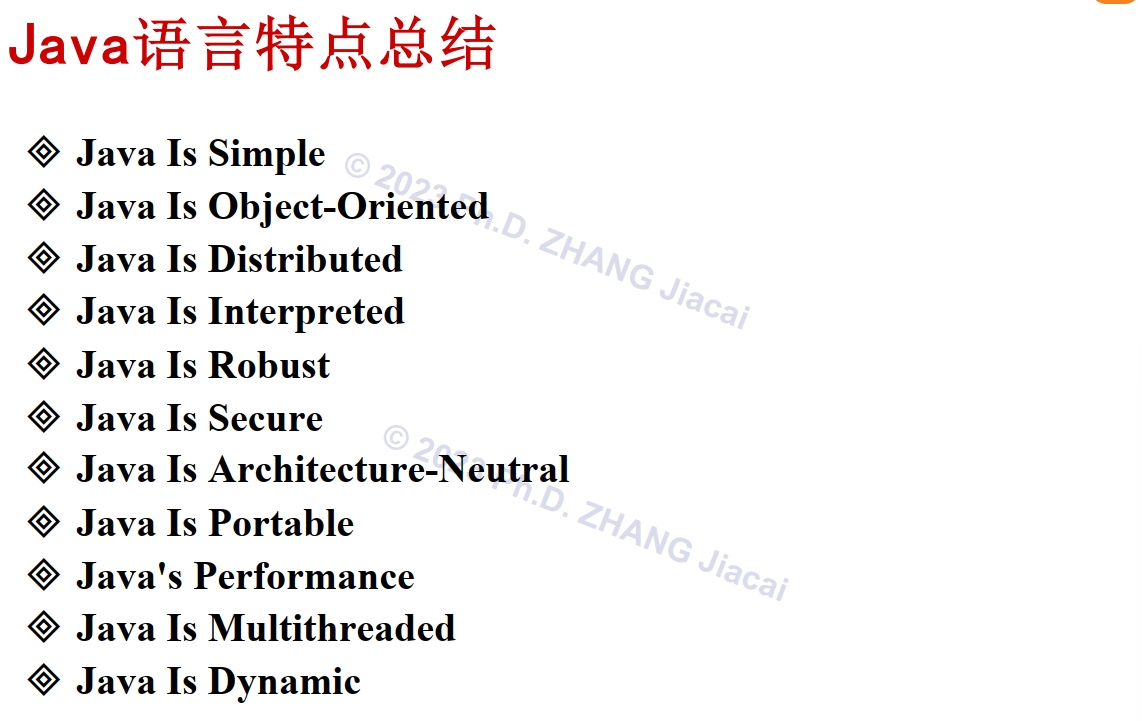 Java语言特点总结
Java Is Simple
Java Is Object-Oriented
Java Is Distributed
Java Is Interpreted
Java Is Robust
Java Is Secure
Java Is Architecture-Neutral
Java Is Portable
Java's Performance
Java Is Multithreaded
Java Is Dynamic
© 2023 Ph.D. ZHANG Jiacai
© 2023 Ph.D. ZHANG Jiacai